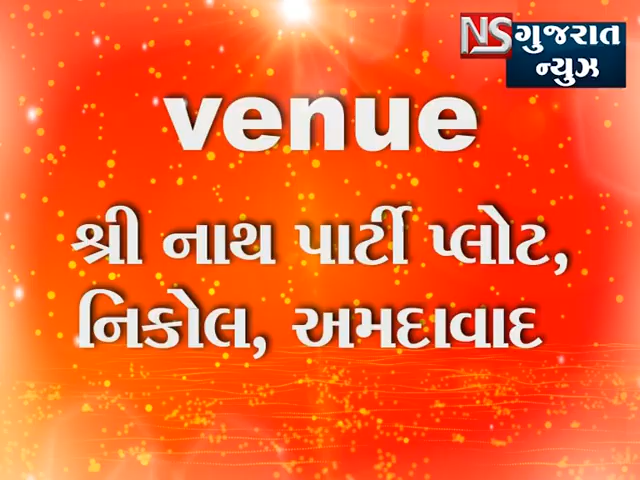 NS ગુજરાત
ન્યુઝ
venue
શ્રી નાથ પાર્ટી પ્લોટ,
નિકોલ, અમદાવાદ